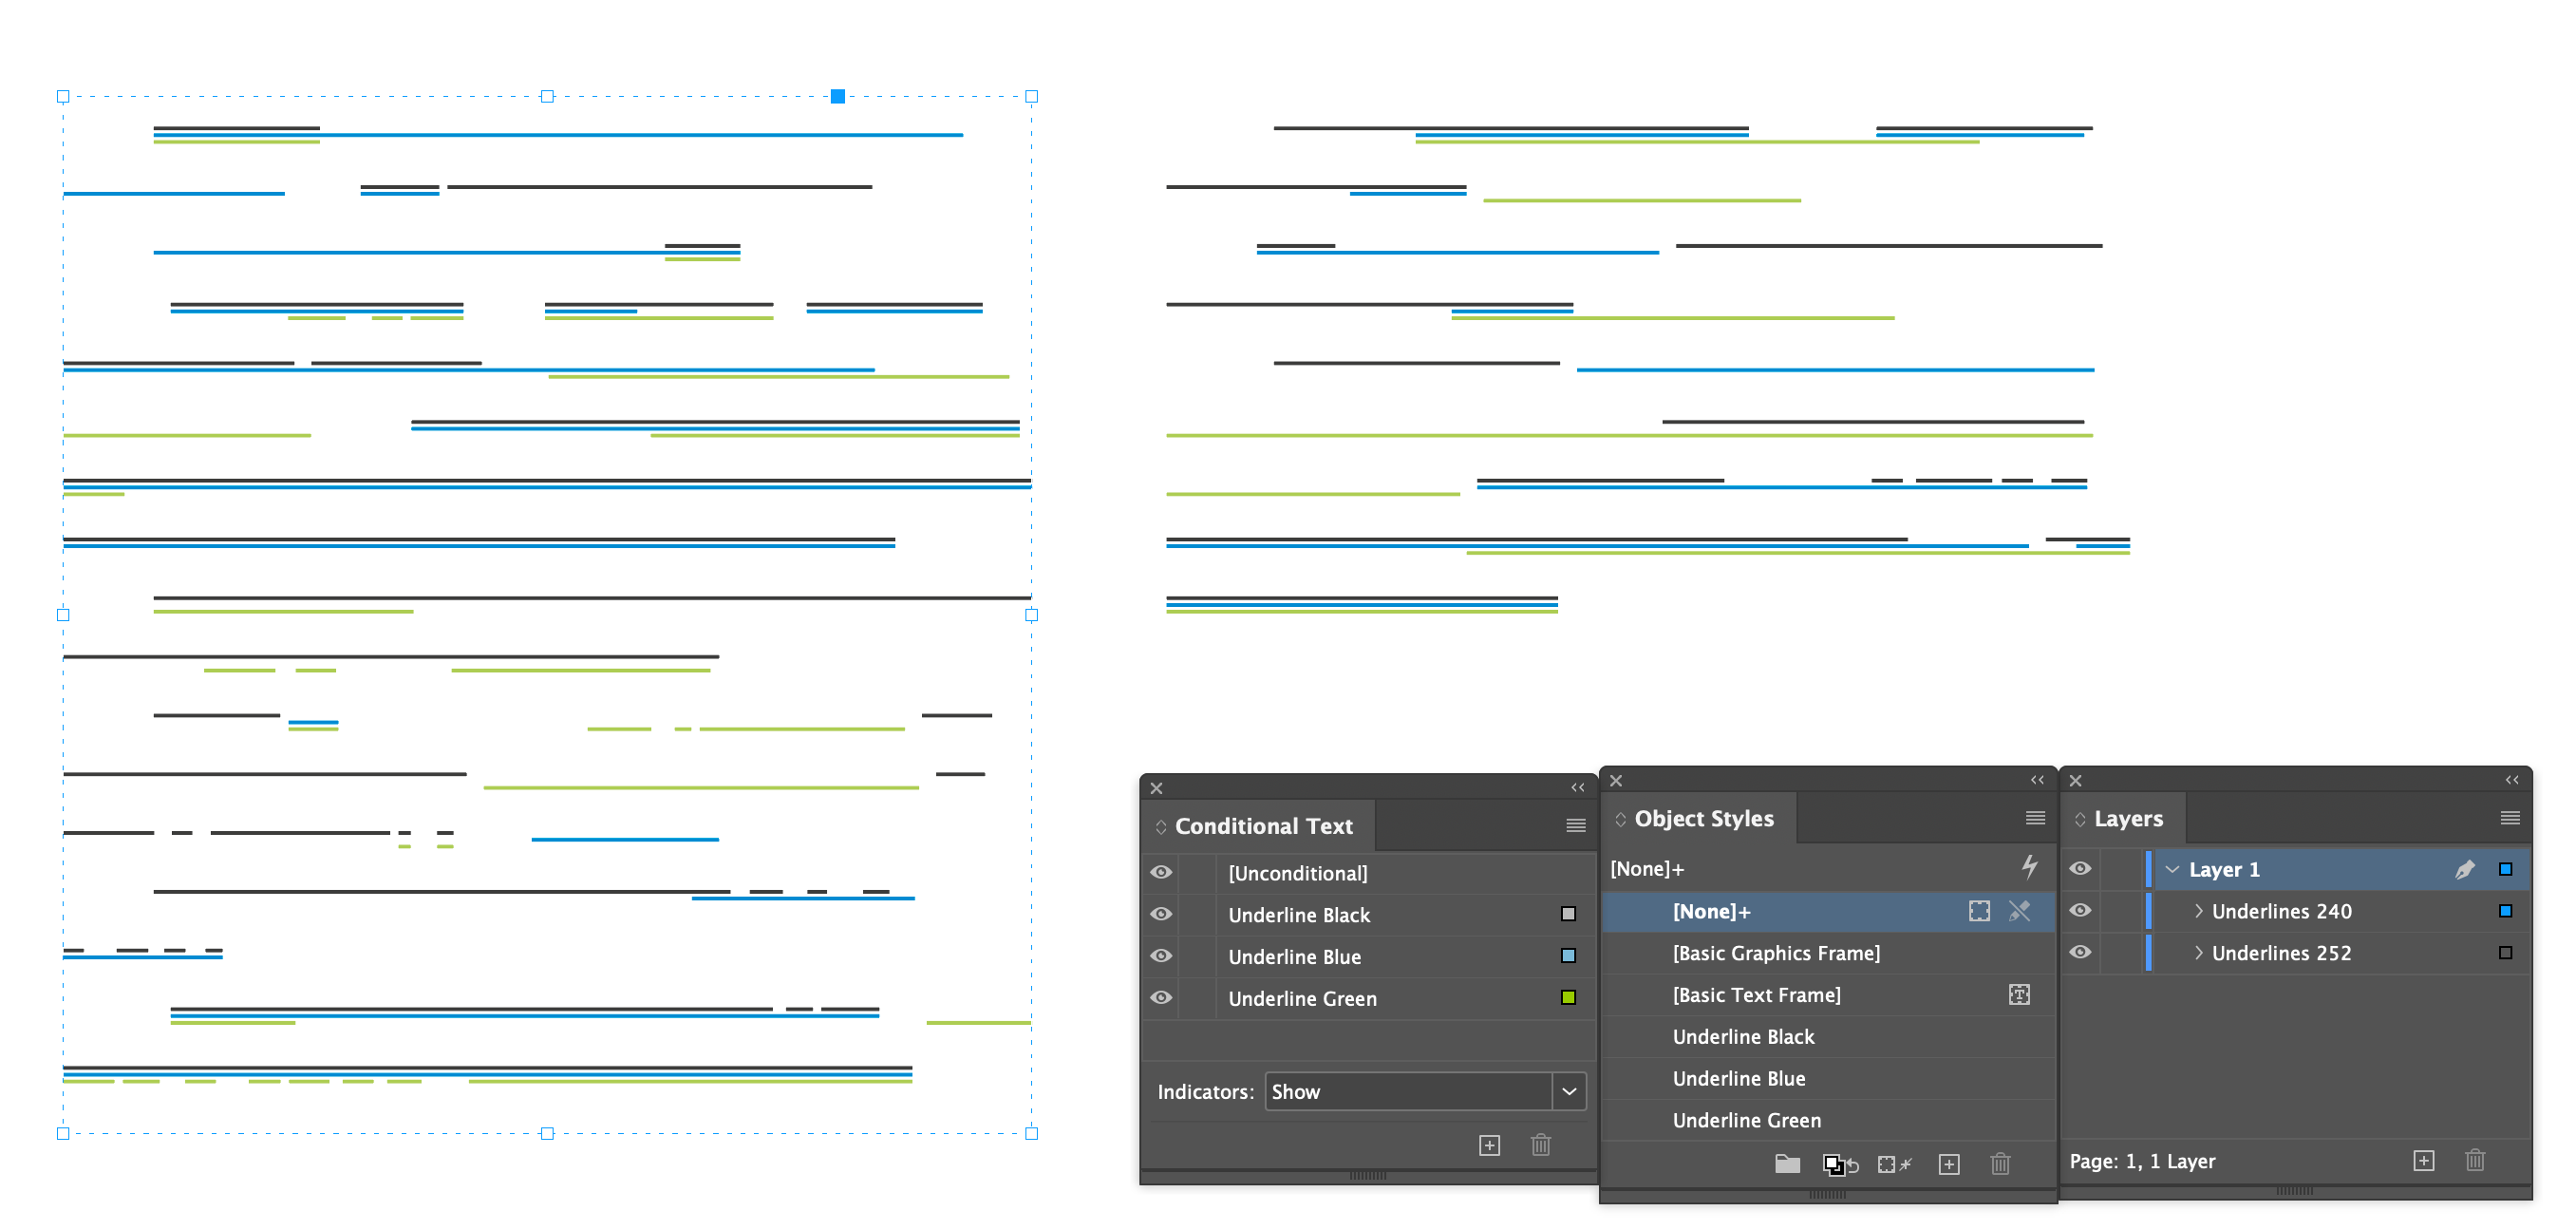 Conditional Text
[Unconditional]
Underline Black
Underline Blue
Underline Green
Indicators: Show
Object Styles
[None]+
[None]+
[Basic Graphics Frame]
[Basic Text Frame]
Underline Black
Underline Blue
Underline Green
Layers
Layer 1
Underlines 240
Underlines 252
Page: 1, 1 Layer